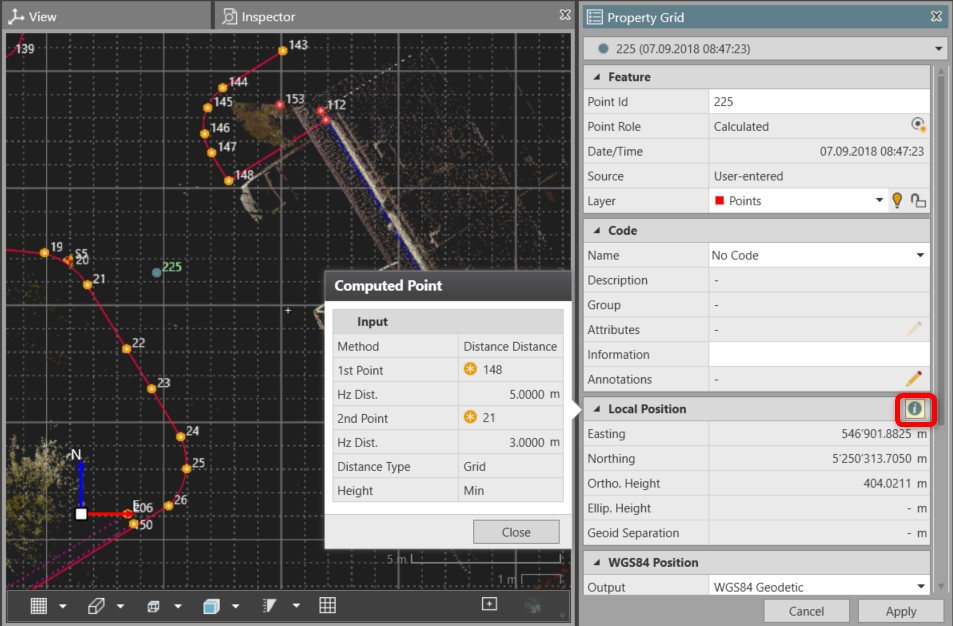 View
Inspector
139
143
144
145
153
112
146
147
148
19
S5
20
21
225
22
23
24
25
26
N
E
206
50
5 m
1 m
Computed Point
Input
Method Distance Distance
1st Point 148
Hz Dist. 5.0000 m
2nd Point 21
Hz Dist. 3.0000 m
Distance Type Grid
Height Min
Close
Property Grid
225 (07.09.2018 08:47:23)
Feature
Point Id 225
Point Role Calculated
Date/Time 07.09.2018 08:47:23
Source User-entered
Layer Points
Code
Name No Code
Description -
Group -
Attributes -
Information
Annotations -
Local Position
Easting 546'901.8825 m
Northing 5'250'313.7050 m
Ortho. Height 404.0211 m
Ellip. Height - m
Geoid Separation - m
WGS84 Position
Output WGS84 Geodetic
Cancel Apply